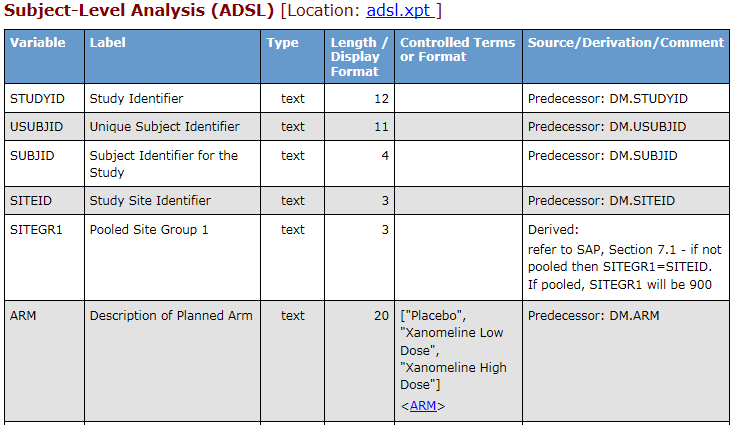 Subject-Level Analysis (ADSL) [Location: adsl.xpt ]
Variable Label Type Length / Display Format Controlled Terms or Format Source/Derivation/Comment
STUDYID Study Identifier text 12 Predecessor: DM.STUDYID
USUBJID Unique Subject Identifier text 11 Predecessor: DM.USUBJID
SUBJID Subject Identifier for the Study text 4 Predecessor: DM.SUBJID
SITEID Study Site Identifier text 3 Predecessor: DM.SITEID
SITEGR1 Pooled Site Group 1 text 3 Derived:
refer to SAP, Section 7.1 - if not
pooled then SITEGR1=SITEID.
If pooled, SITEGR1 will be 900
ARM Description of Planned Arm text 20 ["Placebo", Predecessor: DM.ARM
"Xanomeline Low
Dose",
"Xanomeline High
Dose"]
<ARM>